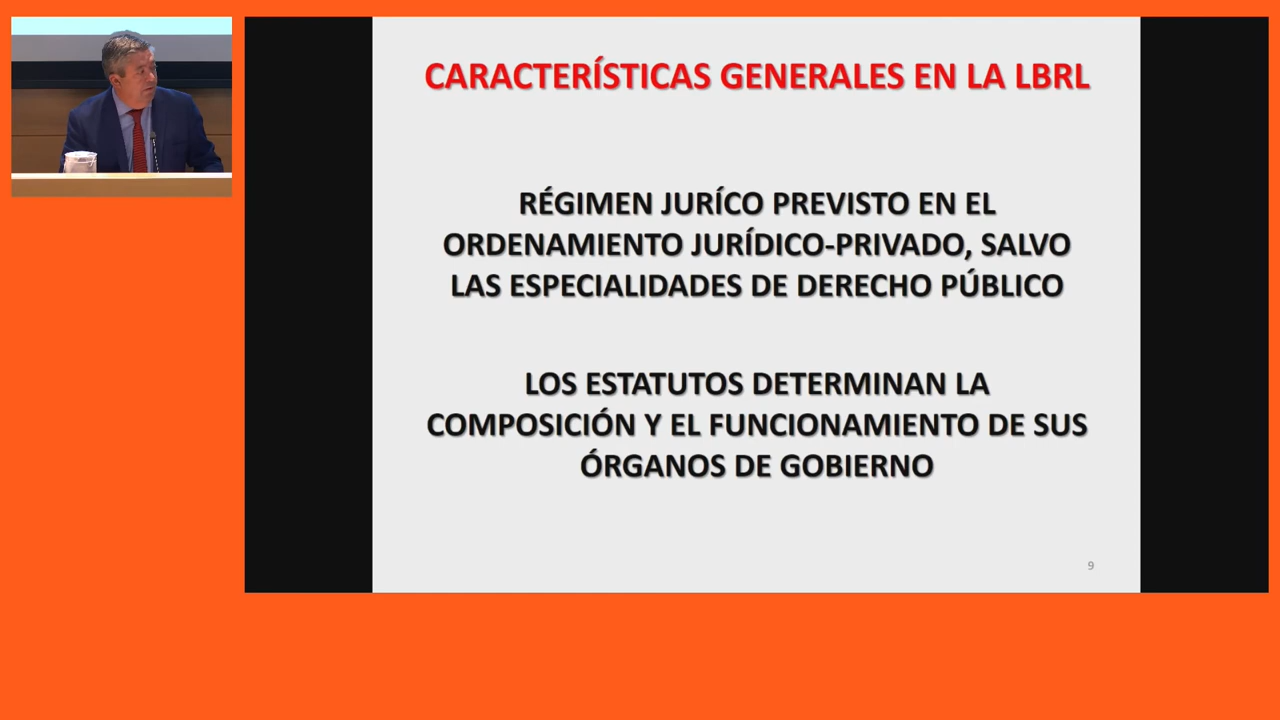 CARACTERÍSTICAS GENERALES EN LA LBRL
RÉGIMEN JURÍCO PREVISTO EN EL
ORDENAMIENTO JURÍDICO-PRIVADO, SALVO
LAS ESPECIALIDADES DE DERECHO PÚBLICO
LOS ESTATUTOS DETERMINAN LA
COMPOSICIÓN Y EL FUNCIONAMIENTO DE SUS
ÓRGANOS DE GOBIERNO
9